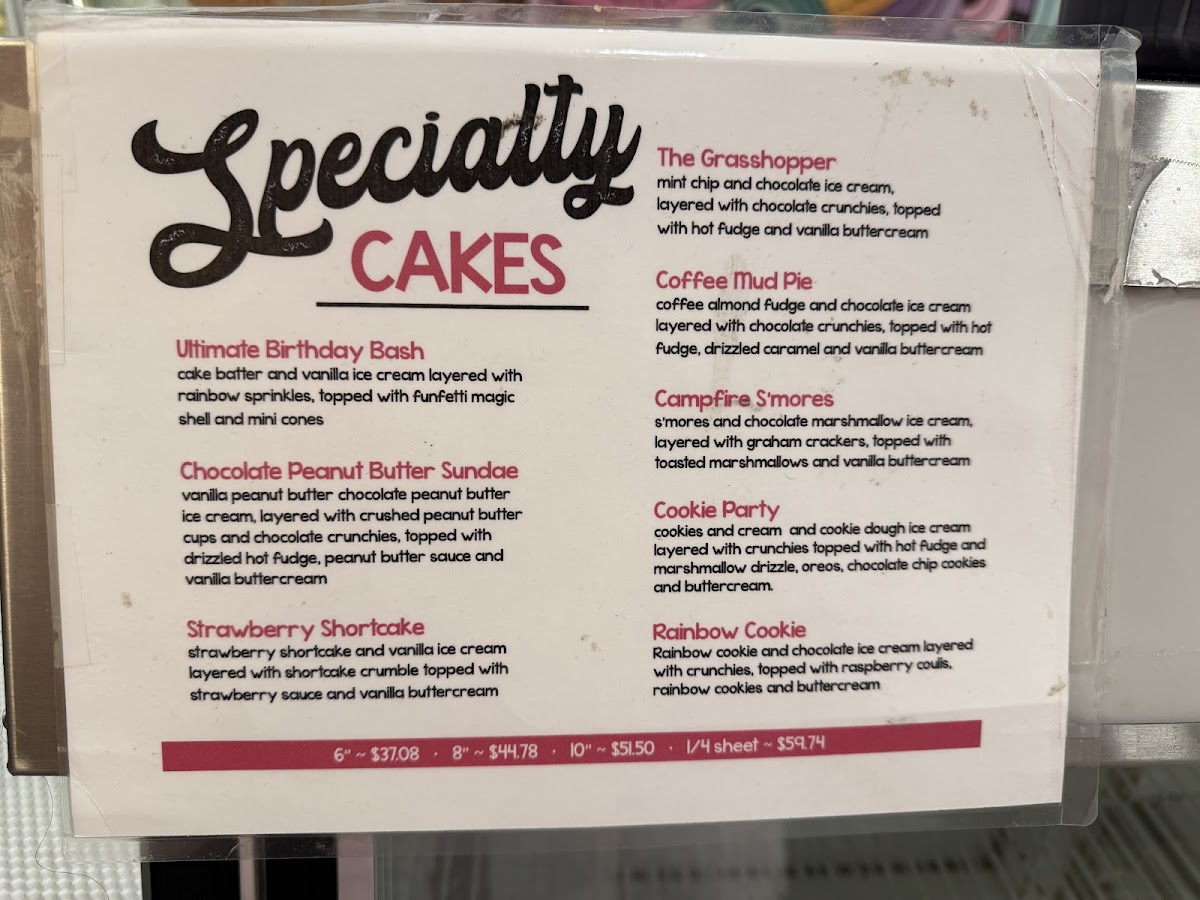 Specialty
CAKES
Ultimate Birthday Bash
cake batter and vanilla ice cream layered with
rainbow sprinkles, topped with funfetti magic
shell and mini cones
Chocolate Peanut Butter Sundae
vanilla peanut butter chocolate peanut butter
ice cream, layered with crushed peanut butter
cups and chocolate crunchies, topped with
drizzled hot fudge, peanut butter sauce and
vanilla buttercream
Strawberry Shortcake
strawberry shortcake and vanilla ice cream
layered with shortcake crumble topped with
strawberry sauce and vanilla buttercream
The Grasshopper
mint chip and chocolate ice cream,
layered with chocolate crunchies, topped
with hot fudge and vanilla buttercream
Coffee Mud Pie
coffee almond fudge and chocolate ice cream
layered with chocolate crunchies, topped with hot
fudge, drizzled caramel and vanilla buttercream
Campfire S'mores
s'mores and chocolate marshmallow ice cream,
layered with graham crackers, topped with
toasted marshmallows and vanilla buttercream
Cookie Party
cookies and cream and cookie dough ice cream
layered with crunchies topped with hot fudge and
marshmallow drizzle, oreos, chocolate chip cookies
and buttercream.
Rainbow Cookie
Rainbow cookie and chocolate ice cream layered
with crunchies, topped with raspberry coulis,
rainbow cookies and buttercream
6" ~ $37.08 · 8" ~ $44.78 · 10" ~ $51.50 · 1/4 sheet ~ $59.74